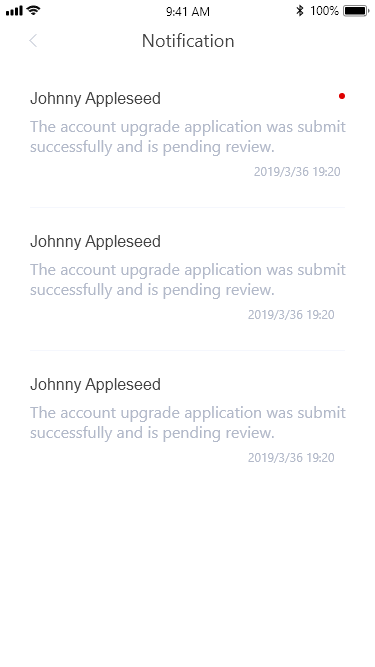 9:41 AM 100%
Notification
Johnny Appleseed
The account upgrade application was submit
successfully and is pending review.
2019/3/36 19:20
Johnny Appleseed
The account upgrade application was submit
successfully and is pending review.
2019/3/36 19:20
Johnny Appleseed
The account upgrade application was submit
successfully and is pending review.
2019/3/36 19:20